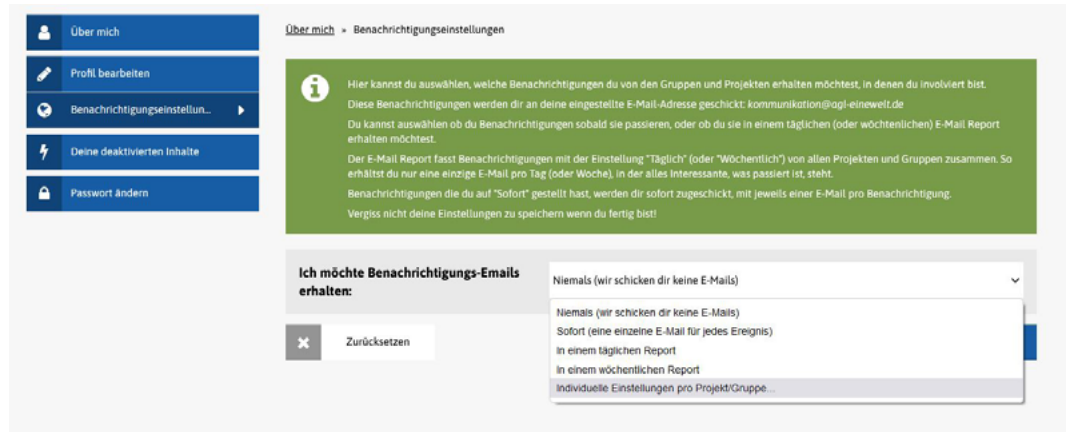 Über mich
Profil bearbeiten
Benachrichtigungseinstellun...
Deine deaktivierten Inhalte
Passwort ändern
Über mich » Benachrichtigungseinstellungen
Hier kannst du auswählen, welche Benachrichtigungen du von den Gruppen und Projekten erhalten möchtest, in denen du involviert bist.
Diese Benachrichtigungen werden dir an deine eingestellte E-Mail-Adresse geschickt: kommunikation@agl-einewelt.de
Du kannst auswählen ob du Benachrichtigungen sobald sie passieren, oder ob du sie in einem täglichen (oder wöchtenlichen) E-Mail Report
erhalten möchtest.
Der E-Mail Report fasst Benachrichtigungen mit der Einstellung "Täglich" (oder "Wöchentlich") von allen Projekten und Gruppen zusammen. So
erhältst du nur eine einzige E-Mail pro Tag (oder Woche), in der alles Interessante, was passiert ist, steht.
Benachrichtigungen die du auf "Sofort" gestellt hast, werden dir sofort zugeschickt, mit jeweils einer E-Mail pro Benachrichtigung.
Vergiss nicht deine Einstellungen zu speichern wenn du fertig bist!
Ich möchte Benachrichtigungs-Emails
erhalten:
Niemals (wir schicken dir keine E-Mails)
Niemals (wir schicken dir keine E-Mails)
Sofort (eine einzelne E-Mail für jedes Ereignis)
In einem täglichen Report
In einem wöchentlichen Report
Individuelle Einstellungen pro Projekt/Gruppe...
Zurücksetzen